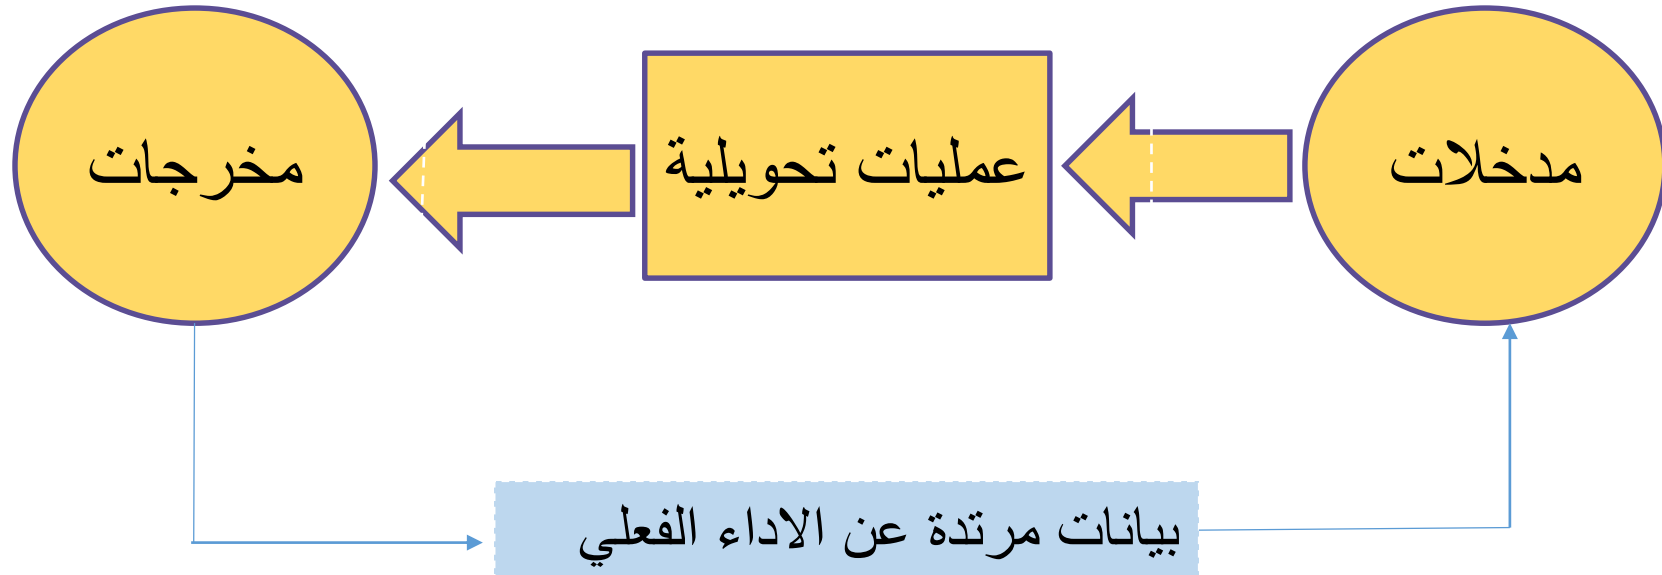 مدخلات
عمليات تحويلية
مخرجات
بيانات مرتدة عن الاداء الفعلي